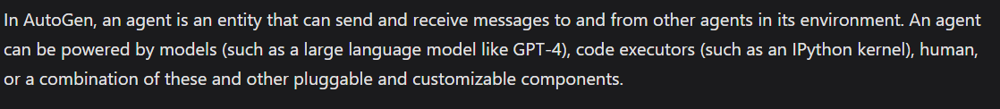 In AutoGen, an agent is an entity that can send and receive messages to and from other agents in its environment. An agent
can be powered by models (such as a large language model like GPT-4), code executors (such as an IPython kernel), human,
or a combination of these and other pluggable and customizable components.